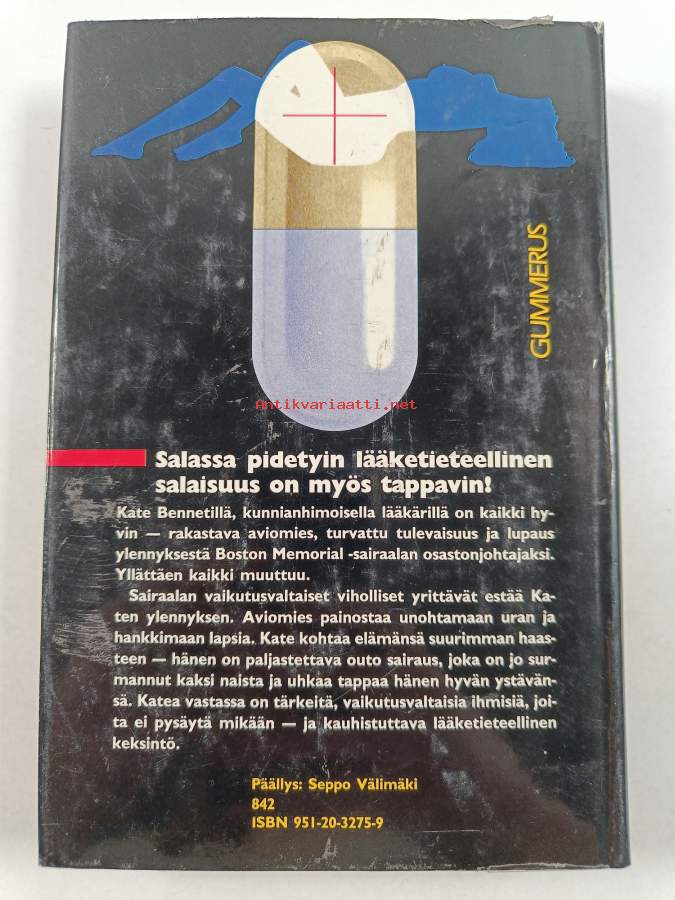 GUMMERUS
Antikvariaatti.net
Salassa pidetyin lääketieteellinen
salaisuus on myös tappavin!
Kate Bennetillä, kunnianhimoisella lääkärillä on kaikki hy-
vin — rakastava aviomies, turvattu tulevaisuus ja lupaus
ylennyksestä Boston Memorial -sairaalan osastonjohtajaksi.
Yllättäen kaikki muuttuu.
Sairaalan vaikutusvaltaiset viholliset yrittävät estää Ka-
ten ylennyksen. Aviomies painostaa unohtamaan uran ja
hankkimaan lapsia. Kate kohtaa elämänsä suurimman haas-
teen — hänen on paljastettava outo sairaus, joka on jo sur-
mannut kaksi naista ja uhkaa tappaa hänen hyvän ystävän-
sä. Katea vastassa on tärkeitä, vaikutusvaltaisia ihmisiä, joi-
ta ei pysäytä mikään — ja kauhistuttava lääketieteellinen
keksintö.
Päällys: Seppo Välimäki
842
ISBN 951-20-3275-9